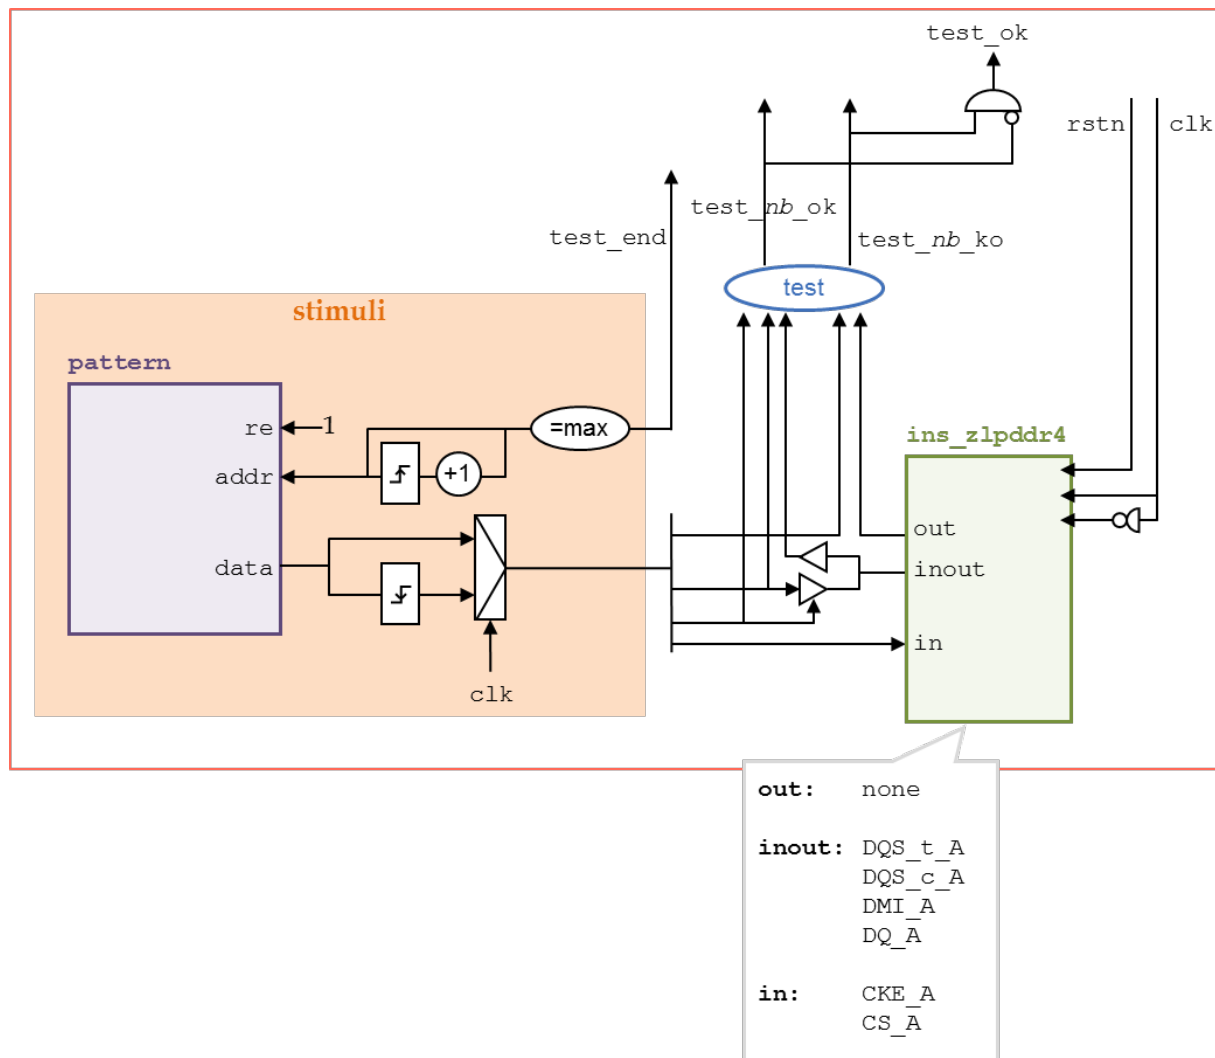 test_ok
rstn
clk
test_nb_ok
test_end
test_nb_ko
test
stimuli
pattern
re
1
=max
ins_zlpddr4
addr
+1
out
data
inout
in
clk
out: none
inout: DQS_t_A
DQS_c_A
DMI_A
DQ_A
in: CKE_A
CS_A